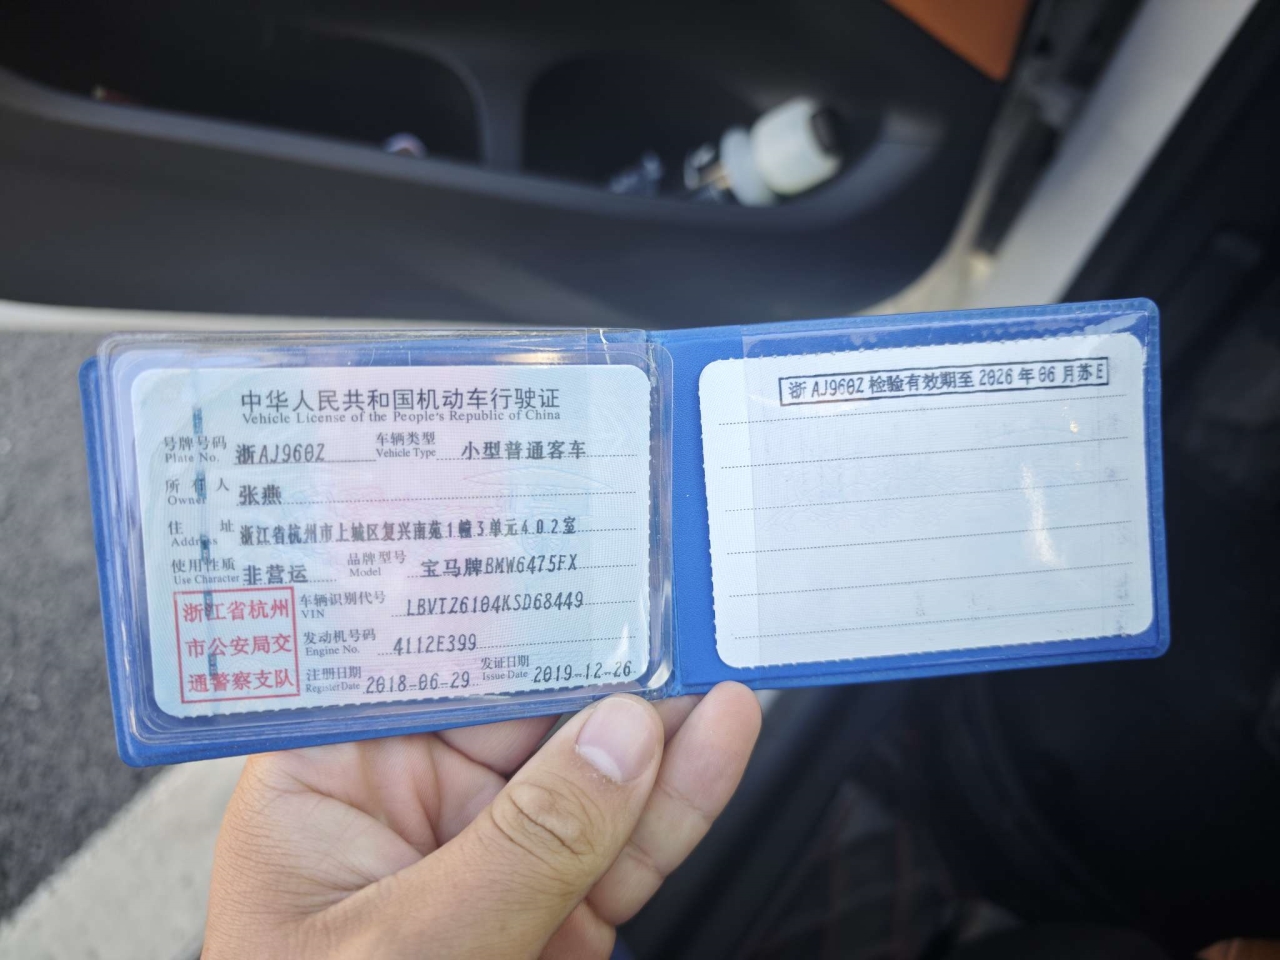 中华人民共和国机动车行驶证
Vehicle License of the People's Republic of China
号牌号码 浙AJ960Z 车辆类型 小型普通客车
Plate No. Vehicle Type
所有人 张燕
Owner
住址 浙江省杭州市上城区复兴南苑1幢3单元402室
Address
使用性质 非营运 品牌型号 宝马牌BMW6475FX
Use Character Model
浙江省杭州
市公安局交
通警察支队
车辆识别代号 LBVTZ6104KSD68449
VIN
发动机号码 4112E399
Engine No.
注册日期 2018-06-29 发证日期 2019-12-26
Register Date Issue Date
浙AJ960Z检验有效期至2026年06月苏E